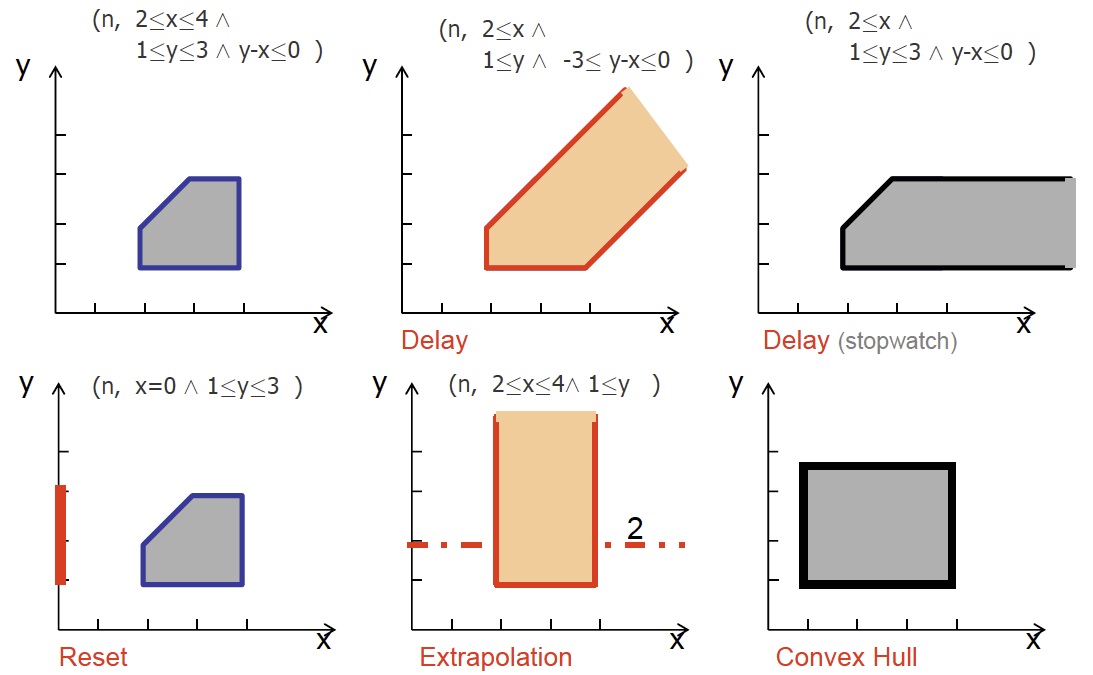 (n, 2≤x≤4 ∧
1≤y≤3 ∧ y-x≤0 )
y
x
(n, 2≤x ∧
1≤y ∧ -3≤ y-x≤0 )
y
x
Delay
(n, 2≤x ∧
1≤y≤3 ∧ y-x≤0 )
y
x
Delay (stopwatch)
(n, x=0 ∧ 1≤y≤3 )
y
x
Reset
(n, 2≤x≤4∧ 1≤y )
y
2
x
Extrapolation
y
x
Convex Hull